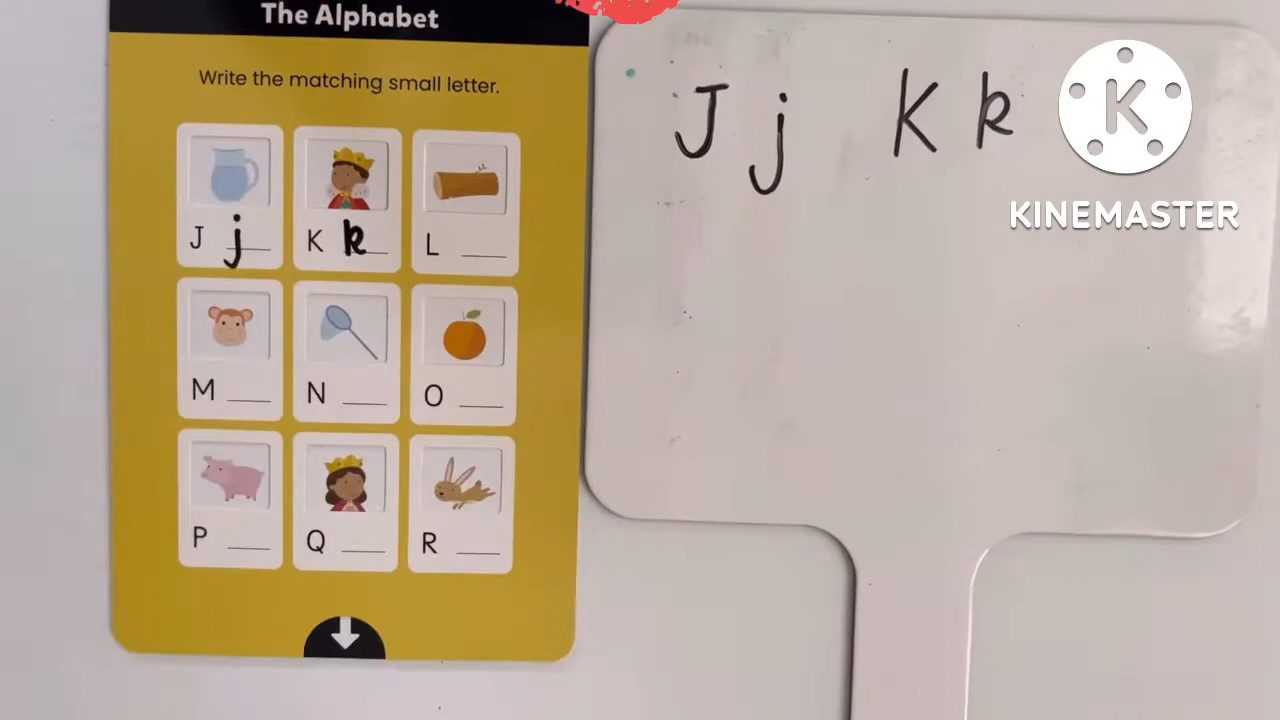 The Alphabet
Write the matching small letter.
J j K k L
M N O
P Q R
J j K k
K
KINEMASTER